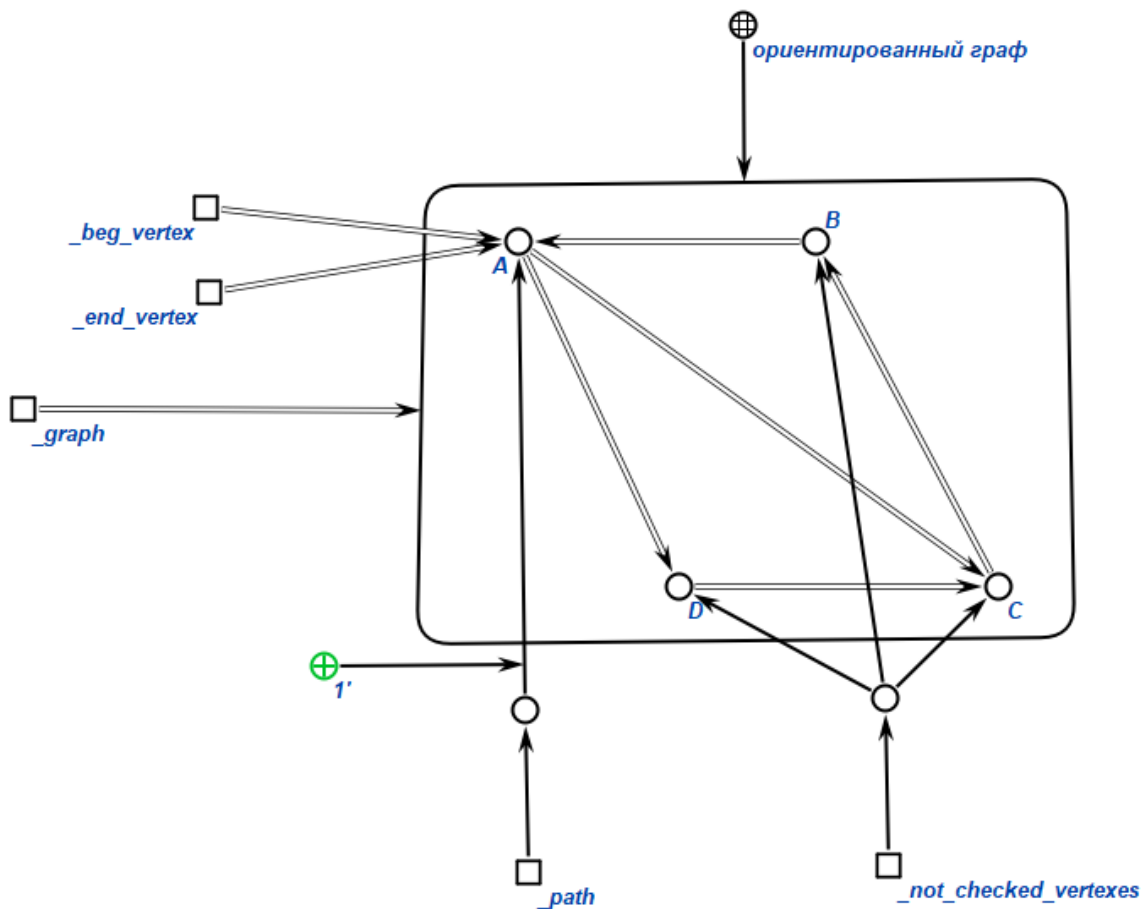 ориентированный граф
_beg_vertex
A
B
_end_vertex
_graph
D
C
1'
_path
_not_checked_vertexes